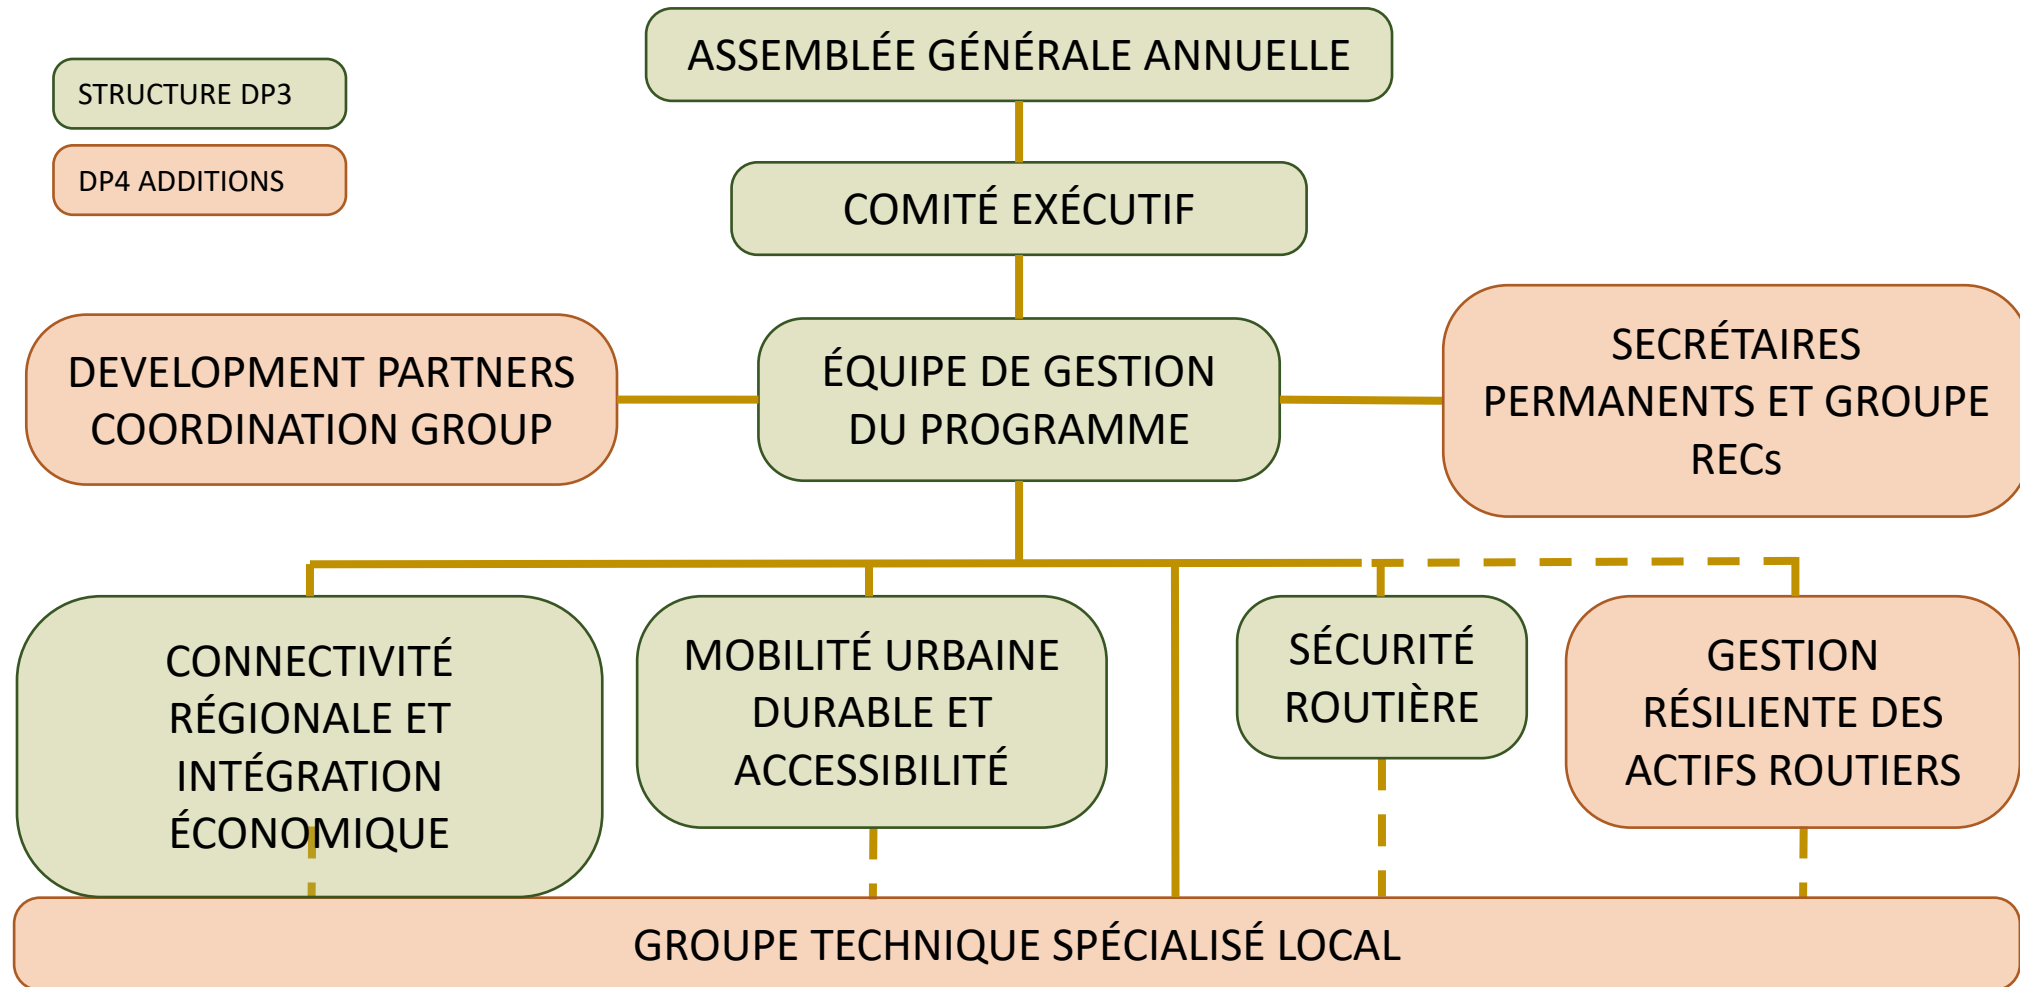 ASSEMBLÉE GÉNÉRALE ANNUELLE
STRUCTURE DP3
DP4 ADDITIONS
COMITÉ EXÉCUTIF
DEVELOPMENT PARTNERS
COORDINATION GROUP
ÉQUIPE DE GESTION
DU PROGRAMME
SECRÉTAIRES
PERMANENTS ET GROUPE
RECs
CONNECTIVITÉ
RÉGIONALE ET
INTÉGRATION
ÉCONOMIQUE
MOBILITÉ URBAINE
DURABLE ET
ACCESSIBILITÉ
SÉCURITÉ
ROUTIÈRE
GESTION
RÉSILIENTE DES
ACTIFS ROUTIERS
GROUPE TECHNIQUE SPÉCIALISÉ LOCAL